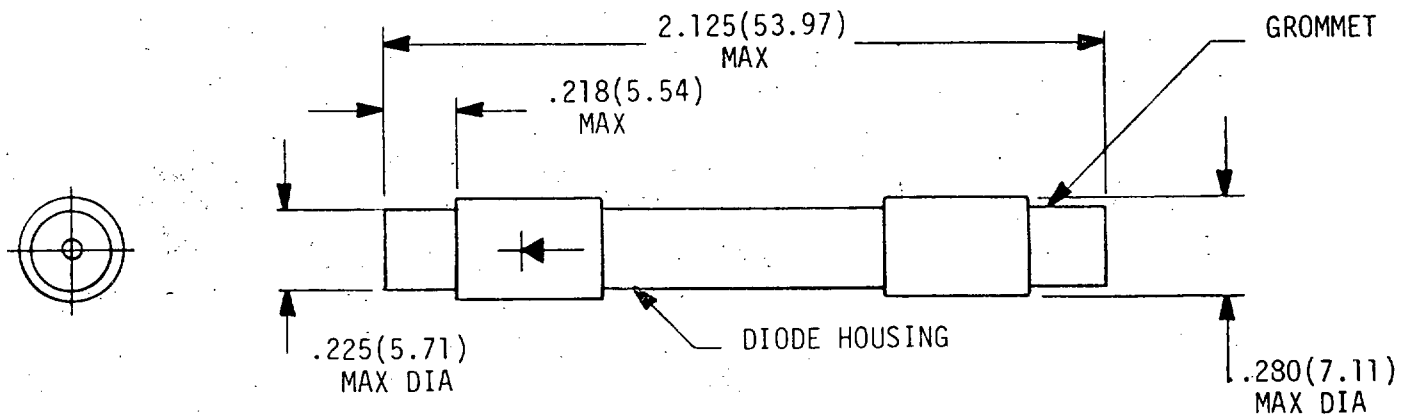 2.125(53.97)
MAX
GROMMET
.218(5.54)
MAX
DIODE HOUSING
.225(5.71)
MAX DIA
.280(7.11)
MAX DIA